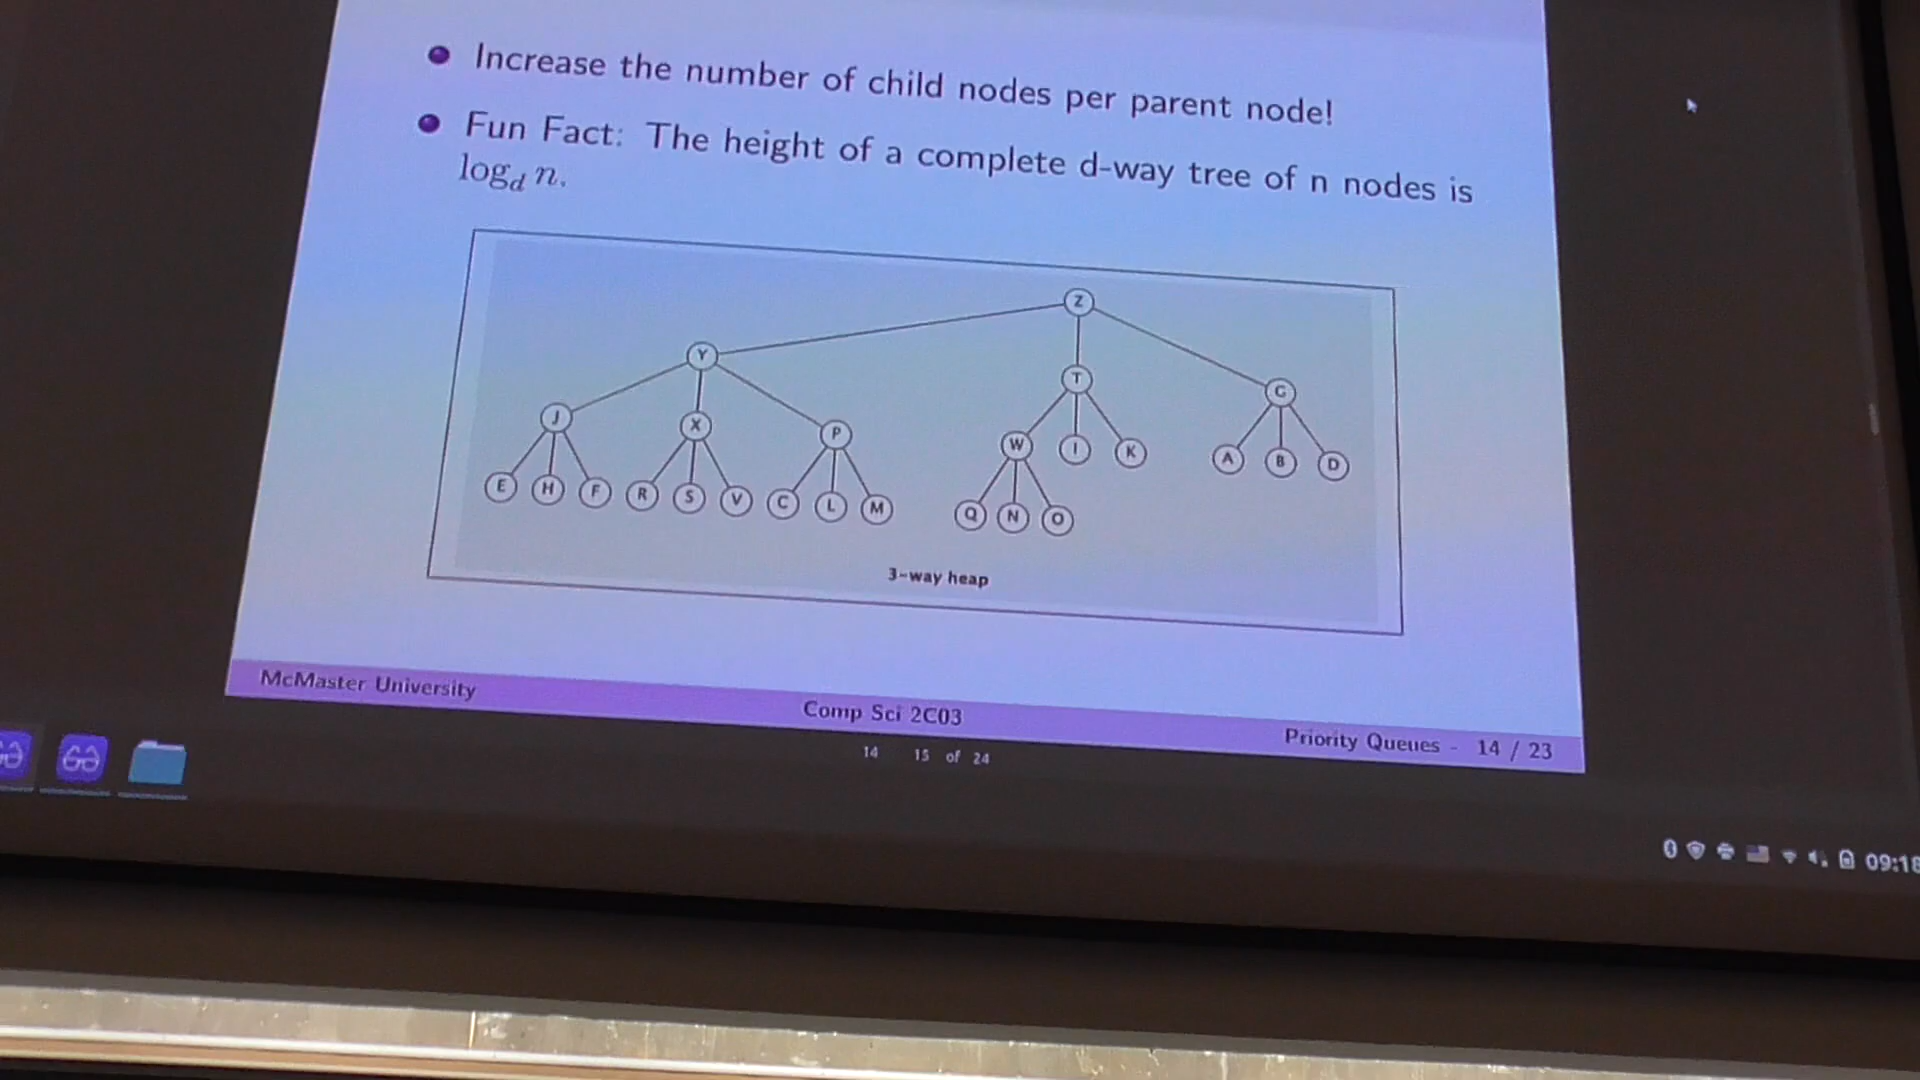 Increase the number of child nodes per parent node!
Fun Fact: The height of a complete d-way tree of n nodes is
log_d n.
Z
Y
T
G
J
X
P
W
I
K
A
B
D
E
H
F
R
S
V
C
L
M
Q
N
O
3-way heap
McMaster University
Comp Sci 2C03
Priority Queues - 14 / 23
14 15 of 24
09:18